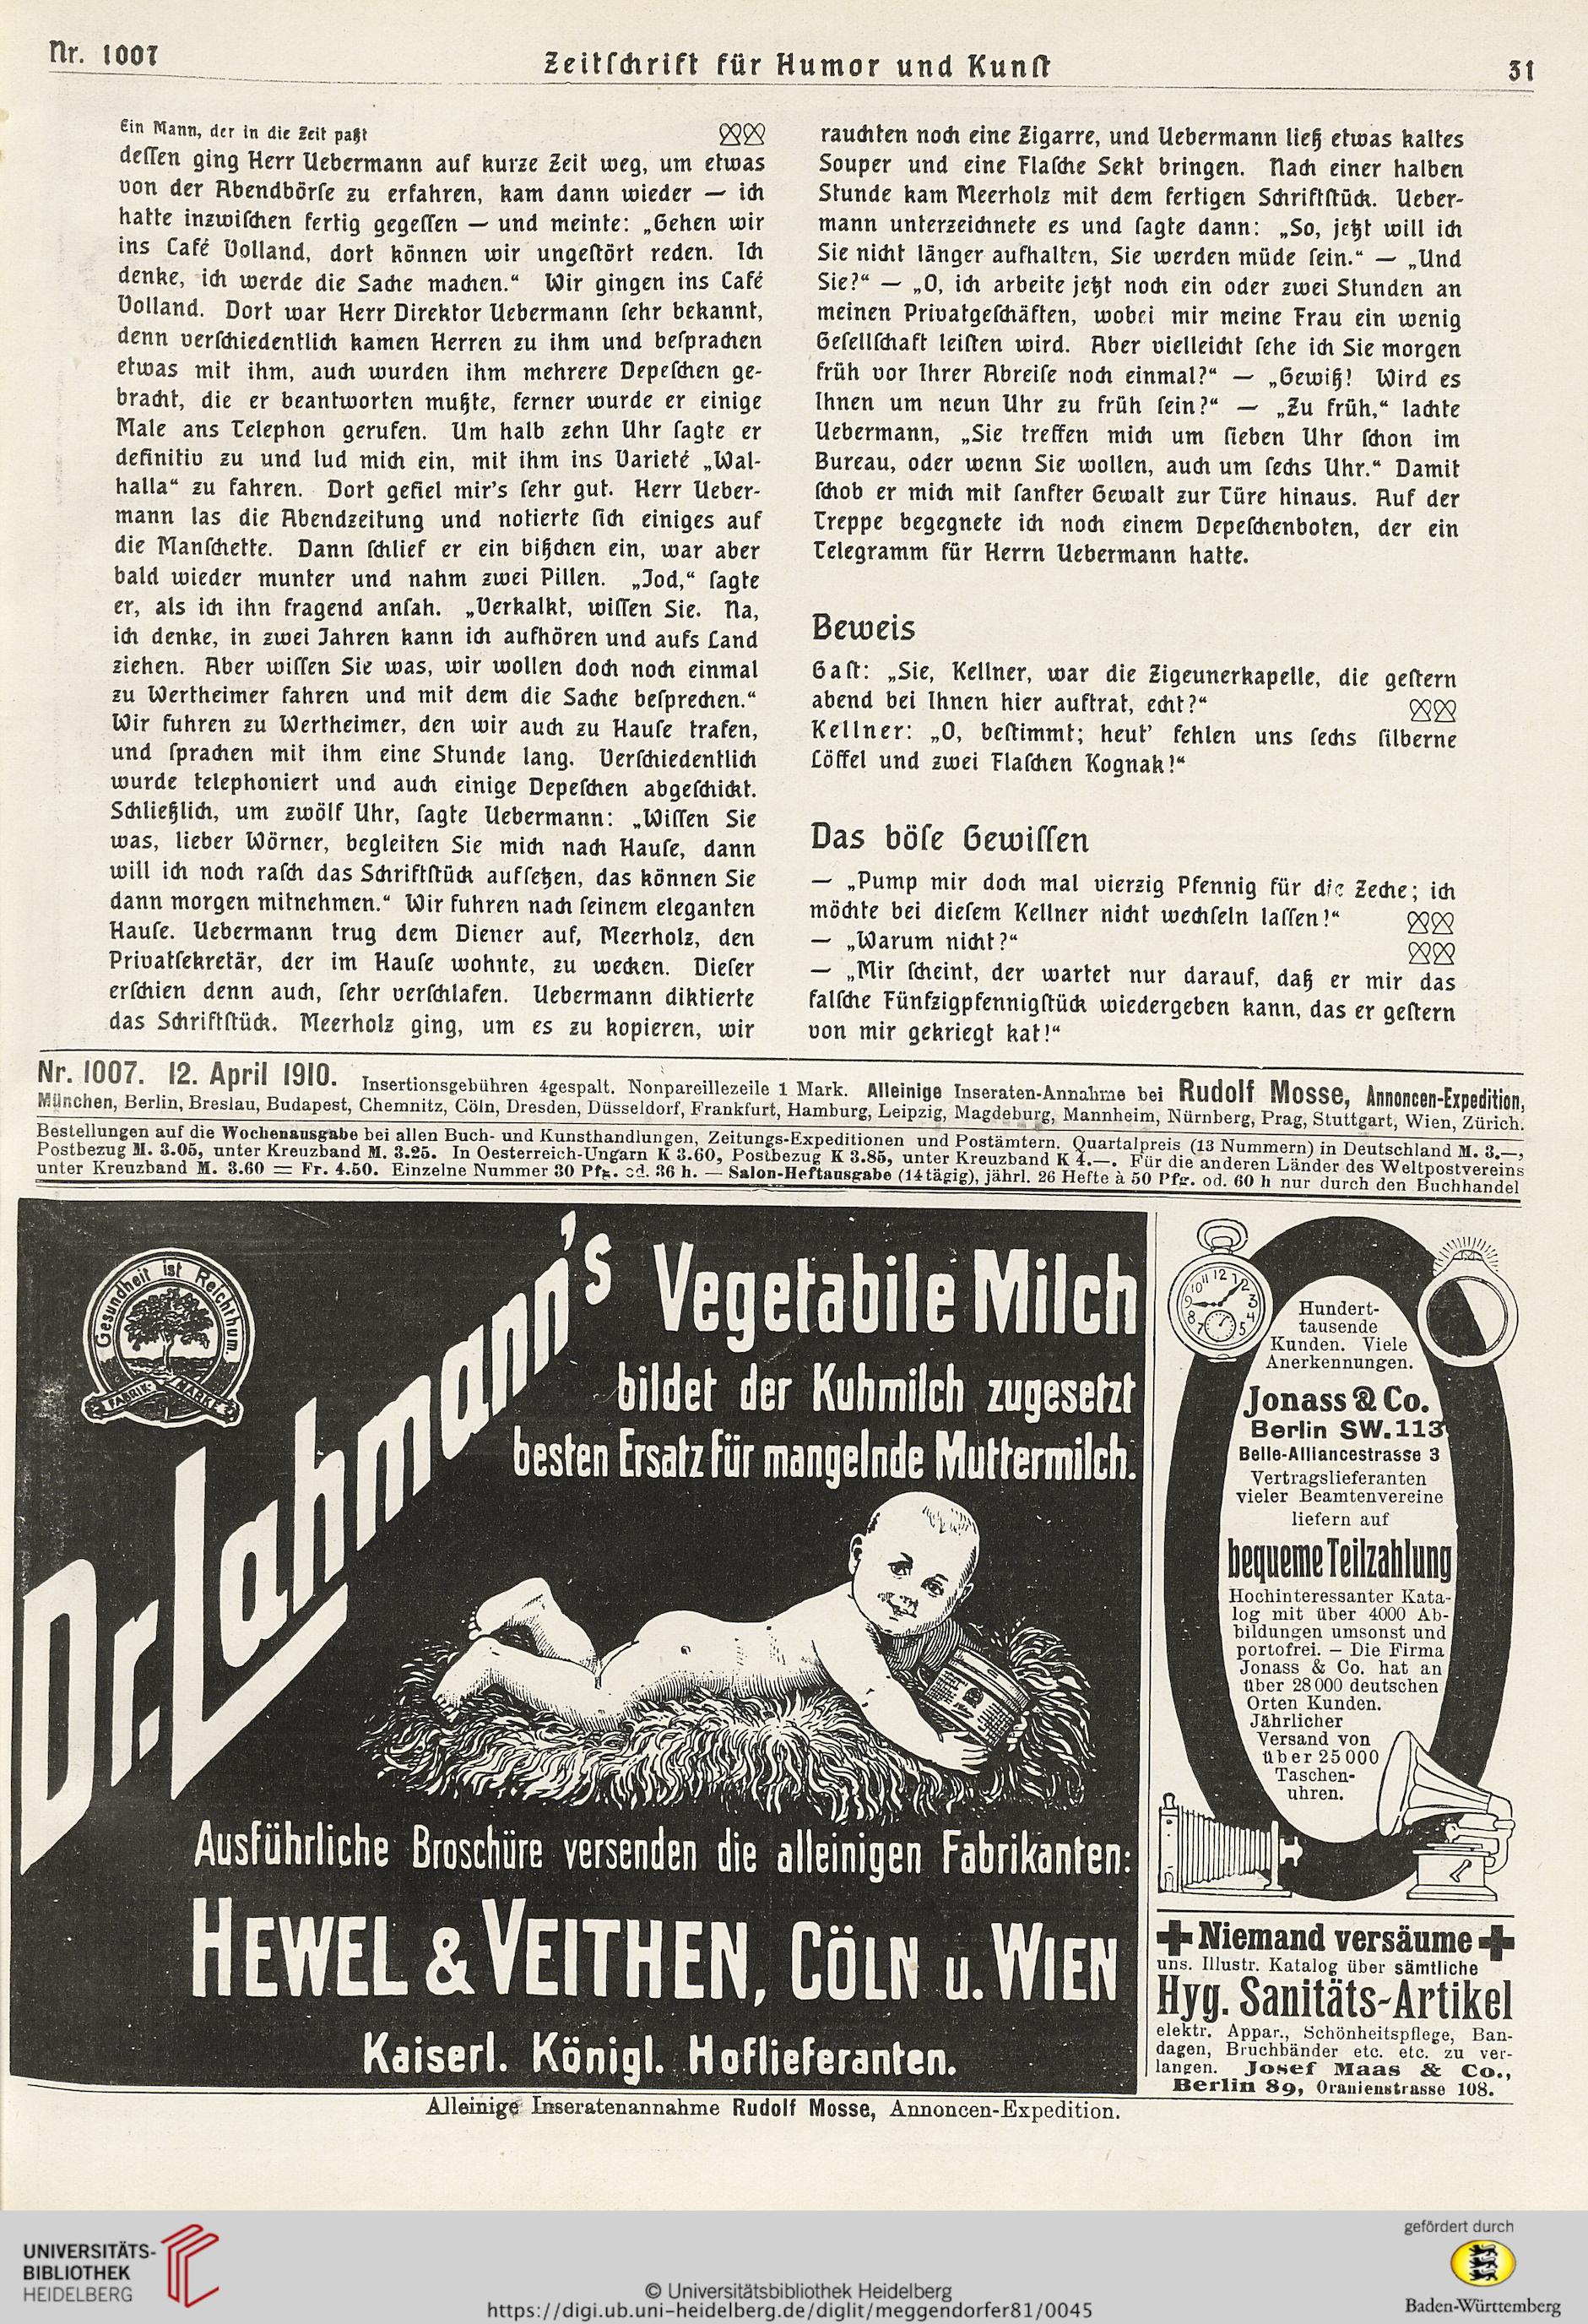 Nr. 1007
Zeitſchrift für Humor und Kunſt
31
Ein Mann, der in die Zeit paßt
deſſen ging Herr Uebermann auf kurze Zeit weg, um etwas
von der Abendbörſe zu erfahren, kam dann wieder — ich
hatte inzwiſchen fertig gegeſſen — und meinte: „Gehen wir
ins Café Volland, dort können wir ungeſtört reden. Ich
denke, ich werde die Sache machen.“ Wir gingen ins Café
Volland. Dort war Herr Direktor Uebermann ſehr bekannt,
denn verſchiedentlich kamen Herren zu ihm und beſprachen
etwas mit ihm, auch wurden ihm mehrere Depeſchen ge-
bracht, die er beantworten mußte, ferner wurde er einige
Male ans Telephon gerufen. Um halb zehn Uhr ſagte er
definitiv zu und lud mich ein, mit ihm ins Varieté „Wal-
halla“ zu fahren. Dort gefiel mir's ſehr gut. Herr Ueber-
mann las die Abendzeitung und notierte ſich einiges auf
die Manſchette. Dann ſchlief er ein bißchen ein, war aber
bald wieder munter und nahm zwei Pillen. „Jod,“ ſagte
er, als ich ihn fragend anſah. „Verkalkt, wiſſen Sie. Na,
ich denke, in zwei Jahren kann ich aufhören und aufs Land
ziehen. Aber wiſſen Sie was, wir wollen doch noch einmal
zu Wertheimer fahren und mit dem die Sache beſprechen.“
Wir fuhren zu Wertheimer, den wir auch zu Hauſe trafen,
und ſprachen mit ihm eine Stunde lang. Verſchiedentlich
wurde telephoniert und auch einige Depeſchen abgeſchickt.
Schließlich, um zwölf Uhr, ſagte Uebermann: „Wiſſen Sie
was, lieber Wörner, begleiten Sie mich nach Hauſe, dann
will ich noch raſch das Schriftſtück aufſetzen, das können Sie
dann morgen mitnehmen.“ Wir fuhren nach ſeinem eleganten
Hauſe. Uebermann trug dem Diener auf, Meerholz, den
Privatſekretär, der im Hauſe wohnte, zu wecken. Dieſer
erſchien denn auch, ſehr verſchlafen. Uebermann diktierte
das Schriftſtück. Meerholz ging, um es zu kopieren, wir
rauchten noch eine Zigarre, und Uebermann ließ etwas kaltes
Souper und eine Flaſche Sekt bringen. Nach einer halben
Stunde kam Meerholz mit dem fertigen Schriftſtück. Ueber-
mann unterzeichnete es und ſagte dann: „So, jetzt will ich
Sie nicht länger aufhalten, Sie werden müde ſein.“ — „Und
Sie?“ — „O, ich arbeite jetzt noch ein oder zwei Stunden an
meinen Privatgeſchäften, wobei mir meine Frau ein wenig
Geſellſchaft leiſten wird. Aber vielleicht ſehe ich Sie morgen
früh vor Ihrer Abreiſe noch einmal?“ — „Gewiß! Wird es
Ihnen um neun Uhr zu früh ſein?“ — „Zu früh,“ lachte
Uebermann, „Sie treffen mich um ſieben Uhr ſchon im
Bureau, oder wenn Sie wollen, auch um ſechs Uhr.“ Damit
ſchob er mich mit ſanfter Gewalt zur Türe hinaus. Auf der
Treppe begegnete ich noch einem Depeſchenboten, der ein
Telegramm für Herrn Uebermann hatte.
Beweis
Gaſt: „Sie, Kellner, war die Zigeunerkapelle, die geſtern
abend bei Ihnen hier auftrat, echt?“
Kellner: „O, beſtimmt; heut' fehlen uns ſechs ſilberne
Löffel und zwei Flaſchen Kognak!“
Das böſe Gewiſſen
— „Pump mir doch mal vierzig Pfennig für die Zeche; ich
möchte bei dieſem Kellner nicht wechſeln laſſen!“
— „Warum nicht?“
— „Mir ſcheint, der wartet nur darauf, daß er mir das
falſche Fünfzigpfennigſtück wiedergeben kann, das er geſtern
von mir gekriegt kat!“
Nr. 1007. 12. April 1910. Insertionsgebühren 4gespalt. Nonpareillezeile 1 Mark. Alleinige Inseraten-Annahme bei Rudolf Mosse, Annoncen-Expedition,
München, Berlin, Breslau, Budapest, Chemnitz, Cöln, Dresden, Düsseldorf, Frankfurt, Hamburg, Leipzig, Magdeburg, Mannheim, Nürnberg, Prag, Stuttgart, Wien, Zürich.
Bestellungen auf die Wochenausgabe bei allen Buch- und Kunsthandlungen, Zeitungs-Expeditionen und Postämtern. Quartalpreis (13 Nummern) in Deutschland M. 3.—,
Postbezug M. 3.05, unter Kreuzband M. 3.25. In Oesterreich-Ungarn K 3.60, Postbezug K 3.85, unter Kreuzband K 4.—. Für die anderen Länder des Weltpostvereins
unter Kreuzband M. 3.60 = Fr. 4.50. Einzelne Nummer 30 Pfg. od. 36 h. — Salon-Heftausgabe (14tägig), jährl. 26 Hefte à 50 Pfg. od. 60 h nur durch den Buchhandel
Gesundheit ist Reichthum.
FABRIK- MARKE
Dr. Lahmann's
Vegetabile Milch
bildet der Kuhmilch zugesetzt
besten Ersatz für mangelnde Muttermilch.
Ausführliche Broschüre versenden die alleinigen Fabrikanten:
HEWEL & VEITHEN, CÖLN u. WIEN
Kaiserl. Königl. Hoflieferanten.
Hundert-
tausende
Kunden. Viele
Anerkennungen.
Jonass & Co.
Berlin SW. 113
Belle-Alliancestrasse 3
Vertragslieferanten
vieler Beamtenvereine
liefern auf
bequeme Teilzahlung
Hochinteressanter Kata-
log mit über 4000 Ab-
bildungen umsonst und
portofrei. — Die Firma
Jonass & Co. hat an
über 28000 deutschen
Orten Kunden.
Jährlicher
Versand von
über 25000
Taschen-
uhren.
Niemand versäume
uns. Illustr. Katalog über sämtliche
Hyg. Sanitäts-Artikel
elektr. Appar., Schönheitspflege, Ban-
dagen, Bruchbänder etc. etc. zu ver-
langen. Josef Maas & Co.,
Berlin 89, Oranienstrasse 108.
Alleinige Inseratenannahme Rudolf Mosse, Annoncen-Expedition.
UNIVERSITÄTS-
BIBLIOTHEK
HEIDELBERG
© Universitätsbibliothek Heidelberg
https://digi.ub.uni-heidelberg.de/diglit/meggendorfer81/0045
gefördert durch
Baden-Württemberg